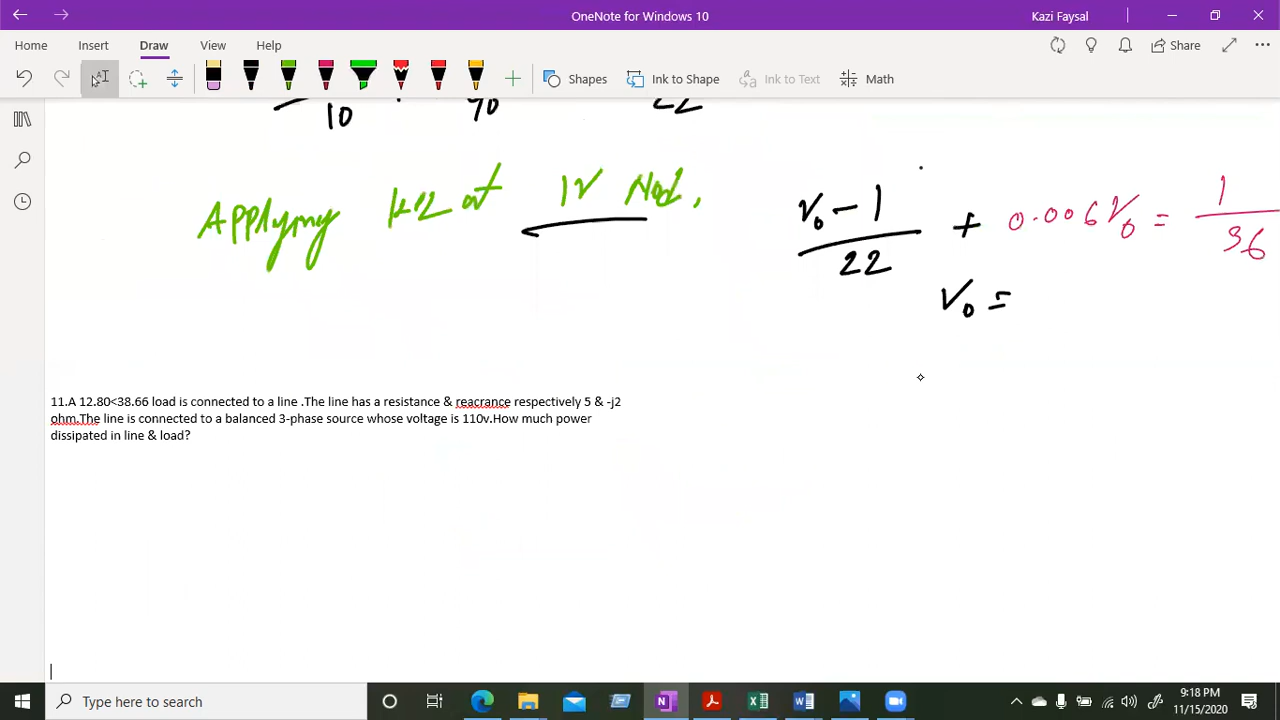 OneNote for Windows 10
Kazi Faysal
Home Insert Draw View Help
Share
Shapes Ink to Shape Ink to Text Math
10 40 22
Applying at 1V Node,
V₀ - 1 / 22 + 0.006V₀ = 1 / 36
V₀ =
11.A 12.80<38.66 load is connected to a line .The line has a resistance & reacrance respectively 5 & -j2
ohm.The line is connected to a balanced 3-phase source whose voltage is 110v.How much power
dissipated in line & load?
Type here to search
9:18 PM
11/15/2020